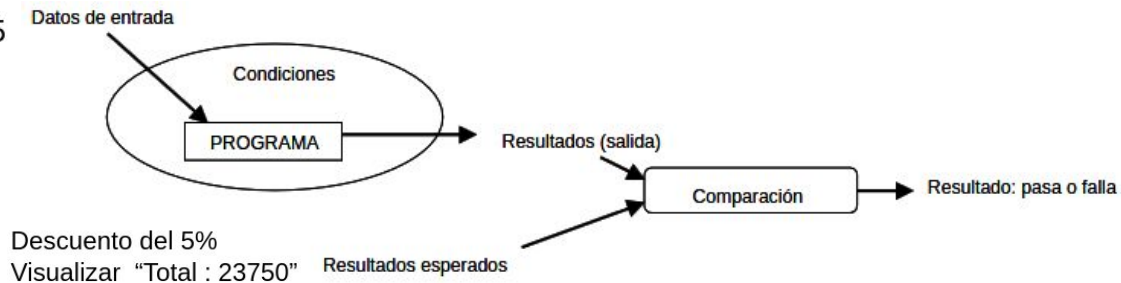 5
Datos de entrada
Condiciones
PROGRAMA
Resultados (salida)
Comparación
Resultado: pasa o falla
Descuento del 5%
Visualizar “Total : 23750”
Resultados esperados